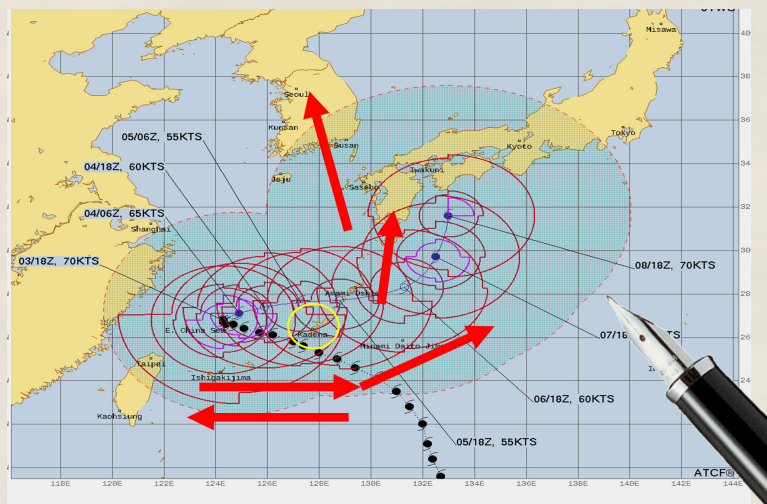 JTWC
Misawa
40
38
Seoul
Kunsan
05/06Z, 55KTS
Busan
Tokyo
Kyoto
36
34
04/18Z, 60KTS
Iwakuni
Jeju
Sasebo
32
04/06Z, 65KTS
Shanghai
30
03/18Z, 70KTS
08/18Z, 70KTS
28
Amami Oshima
E. China Sea
Kadena
07/18Z, KTS
26
Minami Daito Jima
Taipei
Ishigakijima
24
06/18Z, 60KTS
Kaohsiung
22
05/18Z, 55KTS
ATCF®
118E 120E 122E 124E 126E 128E 130E 132E 134E 136E 138E 140E 142E 144E